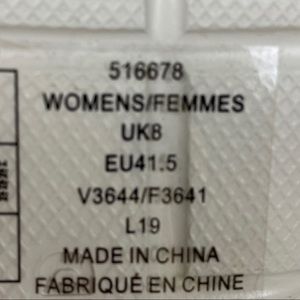 516678
WOMENS/FEMMES
UK8
EU41.5
V3644/F3641
L19
MADE IN CHINA
FABRIQUÉ EN CHINE